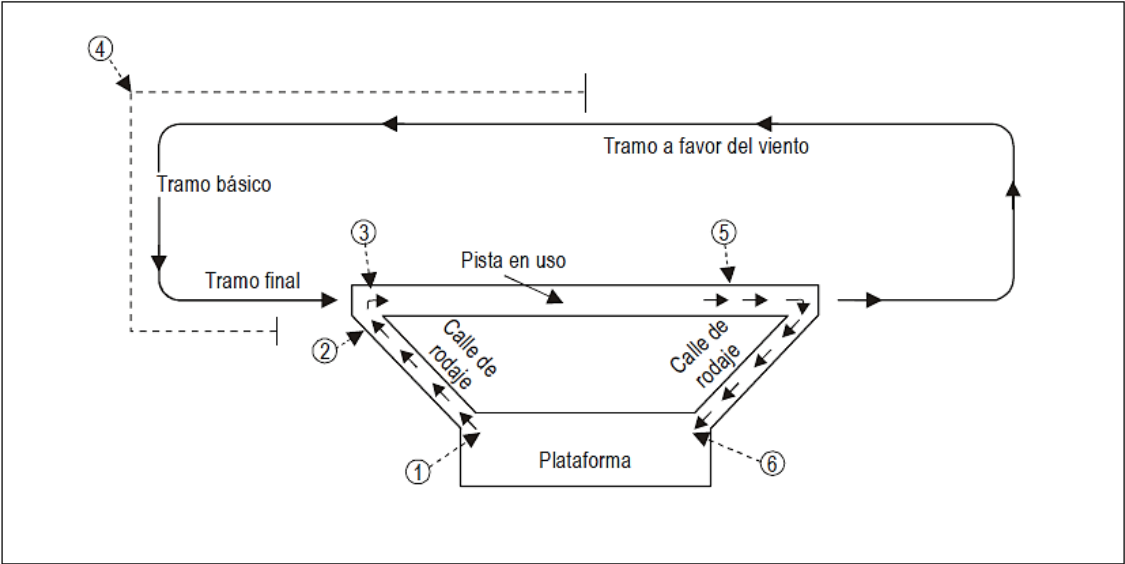 ④
Tramo a favor del viento
Tramo básico
③
⑤
Pista en uso
Tramo final
②
Calle de
rodaje
Calle de
rodaje
①
Plataforma
⑥